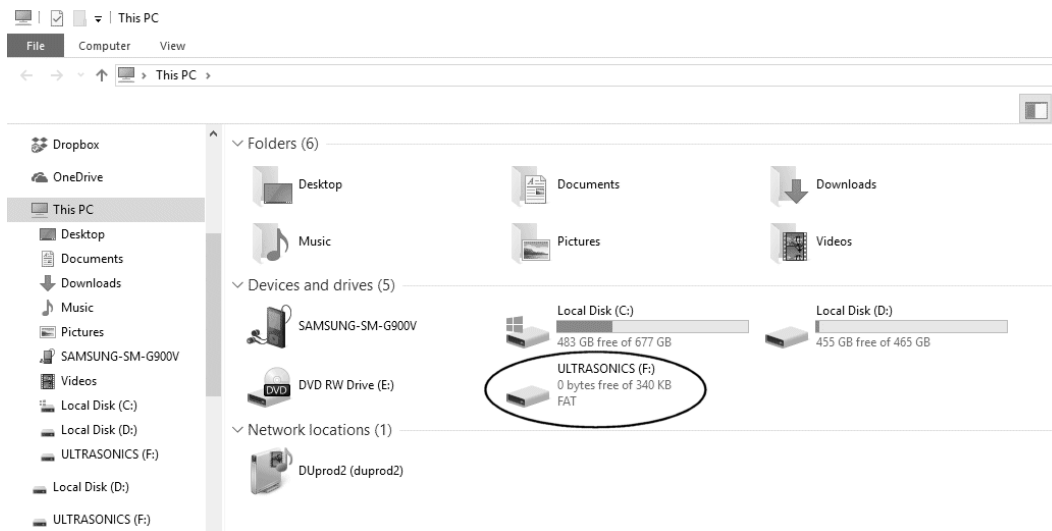 This PC
File Computer View
This PC
Dropbox
OneDrive
This PC
Desktop
Documents
Downloads
Music
Pictures
SAMSUNG-SM-G900V
Videos
Local Disk (C:)
Local Disk (D:)
ULTRASONICS (F:)
Local Disk (D:)
ULTRASONICS (F:)
Folders (6)
Desktop
Documents
Downloads
Music
Pictures
Videos
Devices and drives (5)
SAMSUNG-SM-G900V
Local Disk (C:)
483 GB free of 677 GB
Local Disk (D:)
455 GB free of 465 GB
DVD
DVD RW Drive (E:)
ULTRASONICS (F:)
0 bytes free of 340 KB
FAT
Network locations (1)
DUprod2 (duprod2)